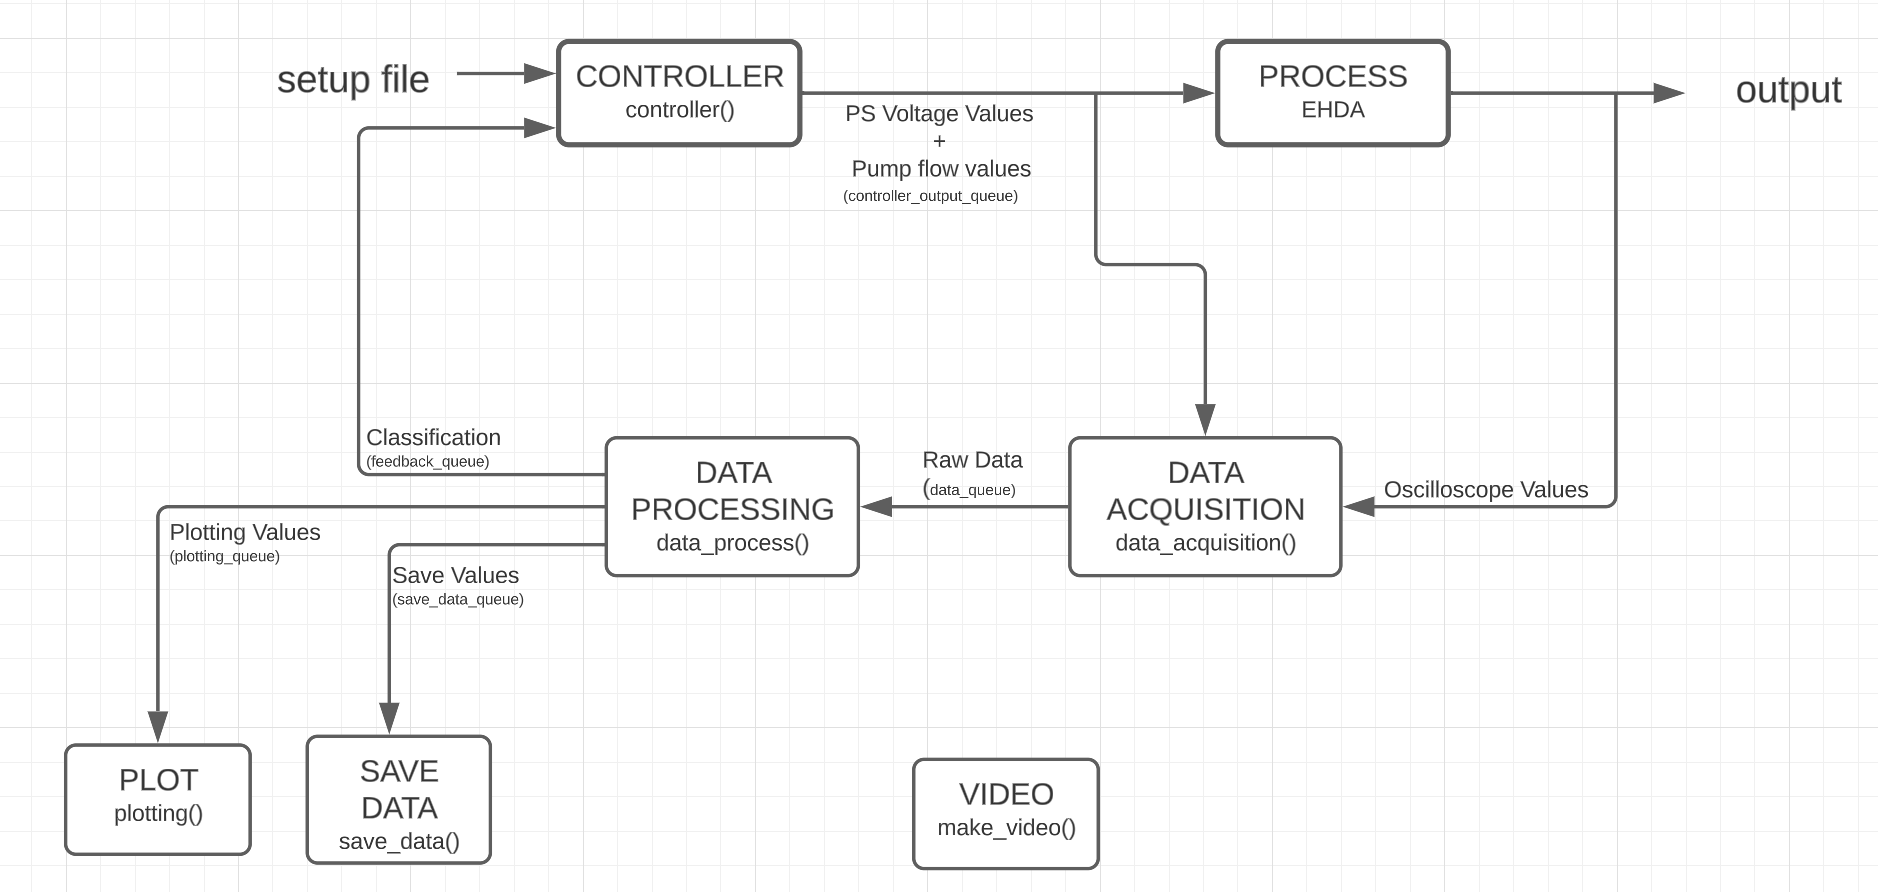 setup file
CONTROLLER
controller()
PS Voltage Values
+
Pump flow values
(controller_output_queue)
PROCESS
EHDA
output
Classification
(feedback_queue)
DATA
PROCESSING
data_process()
Raw Data
(data_queue)
DATA
ACQUISITION
data_acquisition()
Oscilloscope Values
Plotting Values
(plotting_queue)
Save Values
(save_data_queue)
PLOT
plotting()
SAVE
DATA
save_data()
VIDEO
make_video()